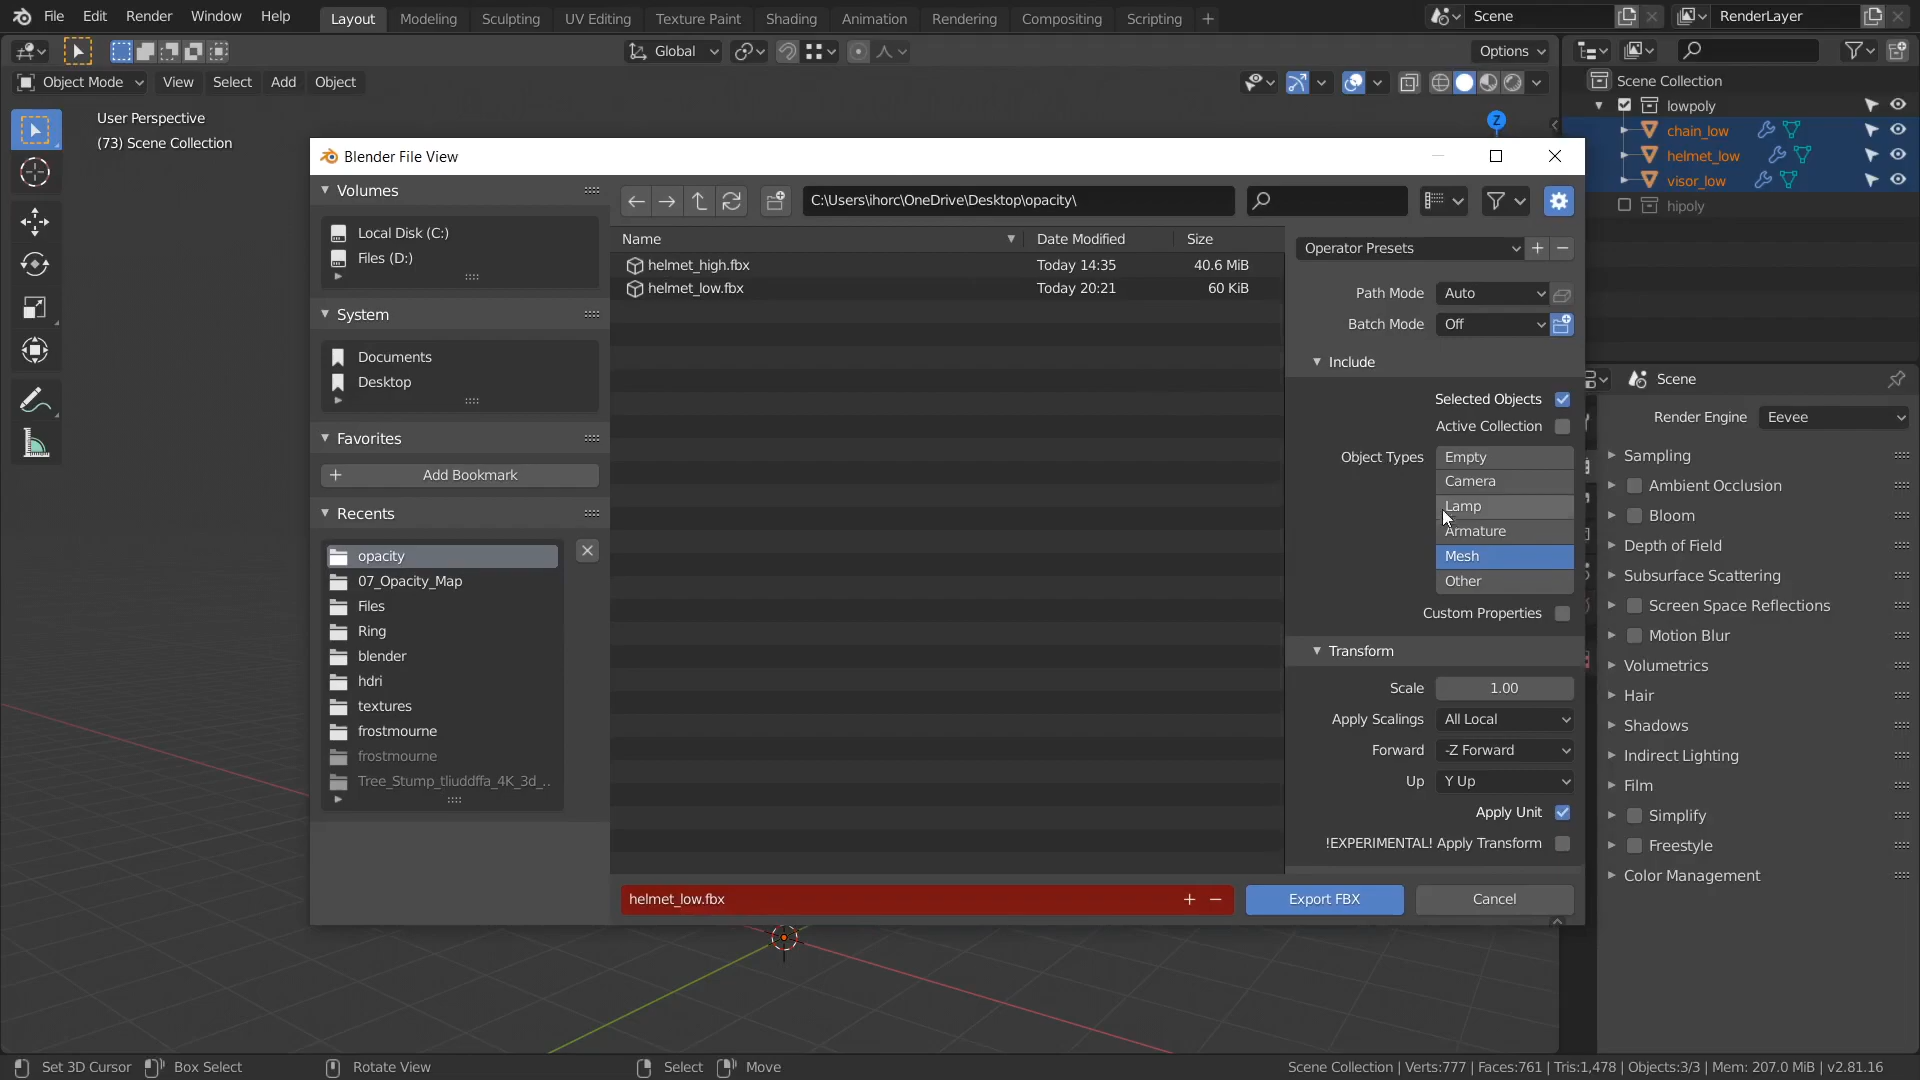 File Edit Render Window Help Layout Modeling Sculpting UV Editing Texture Paint Shading Animation Rendering Compositing Scripting + Scene RenderLayer
Global Options
Object Mode View Select Add Object
User Perspective
(73) Scene Collection
Z
Scene Collection
lowpoly
chain_low
helmet_low
visor_low
hipoly
Blender File View
Volumes
Local Disk (C:)
Files (D:)
System
Documents
Desktop
Favorites
+ Add Bookmark
Recents
opacity
07_Opacity_Map
Files
Ring
blender
hdri
textures
frostmourne
frostmourne
Tree_Stump_tliuddffa_4K_3d_..
C:\Users\ihorc\OneDrive\Desktop\opacity\
Name Date Modified Size
helmet_high.fbx Today 14:35 40.6 MiB
helmet_low.fbx Today 20:21 60 KiB
helmet_low.fbx + −
Operator Presets + −
Path Mode Auto
Batch Mode Off
Include
Selected Objects
Active Collection
Object Types Empty
Camera
Lamp
Armature
Mesh
Other
Custom Properties
Transform
Scale 1.00
Apply Scalings All Local
Forward -Z Forward
Up Y Up
Apply Unit
!EXPERIMENTAL! Apply Transform
Export FBX Cancel
Scene
Render Engine Eevee
Sampling
Ambient Occlusion
Bloom
Depth of Field
Subsurface Scattering
Screen Space Reflections
Motion Blur
Volumetrics
Hair
Shadows
Indirect Lighting
Film
Simplify
Freestyle
Color Management
Set 3D Cursor Box Select Rotate View Select Move Scene Collection | Verts:777 | Faces:761 | Tris:1,478 | Objects:3/3 | Mem: 207.0 MiB | v2.81.16